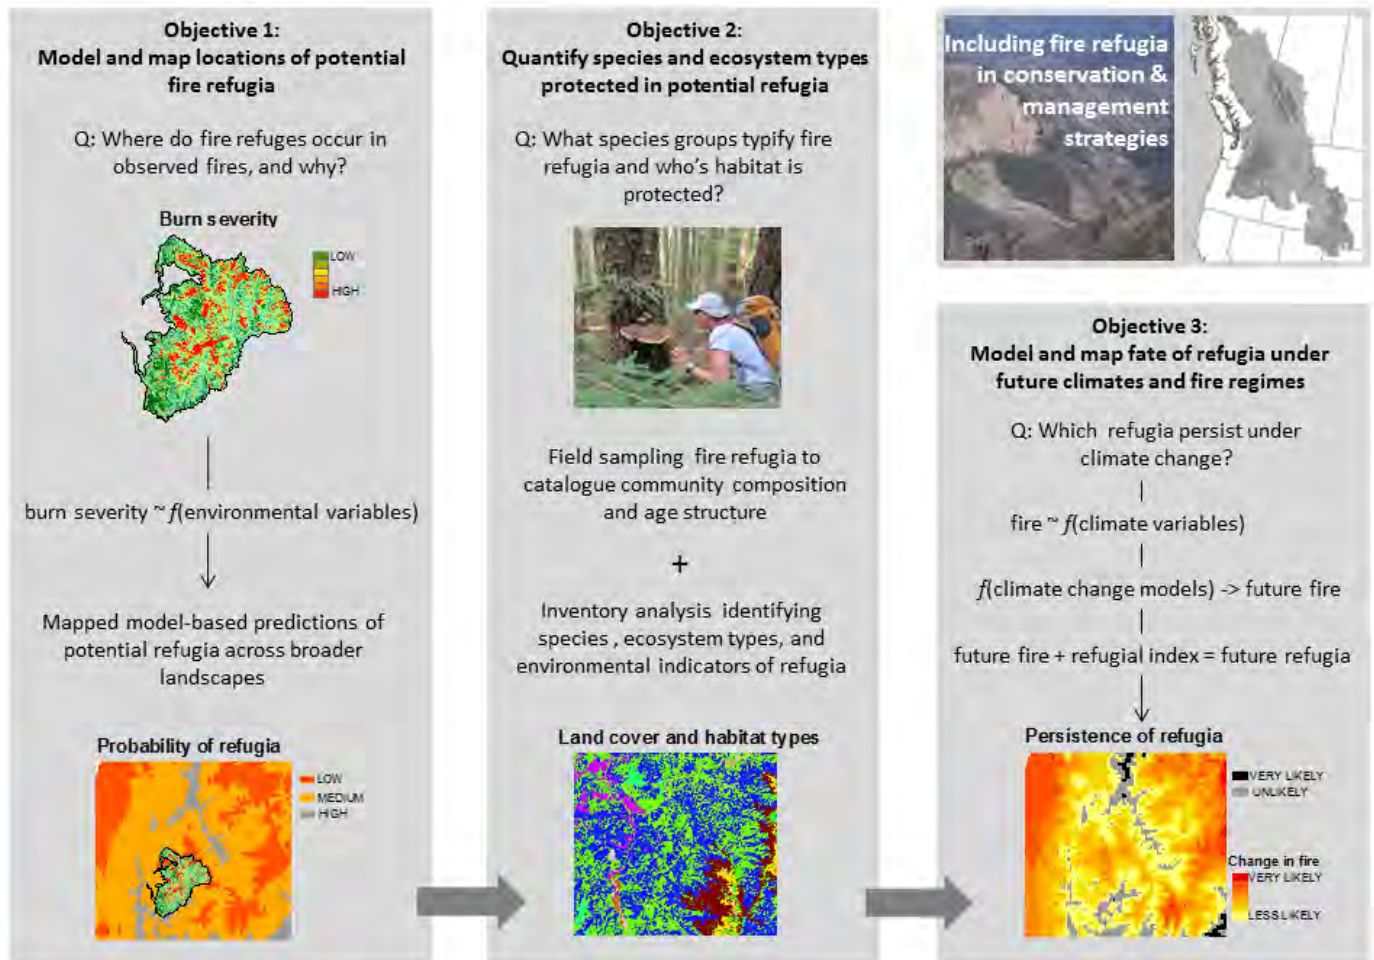 Objective 1:
Model and map locations of potential
fire refugia
Q: Where do fire refuges occur in
observed fires, and why?
Burn severity
LOW
HIGH
burn severity ~ f(environmental variables)
Mapped model-based predictions of
potential refugia across broader
landscapes
Probability of refugia
LOW
MEDIUM
HIGH
Objective 2:
Quantify species and ecosystem types
protected in potential refugia
Q: What species groups typify fire
refugia and who's habitat is
protected?
Field sampling fire refugia to
catalogue community composition
and age structure
+
Inventory analysis identifying
species , ecosystem types, and
environmental indicators of refugia
Land cover and habitat types
Including fire refugia
in conservation &
management
strategies
Objective 3:
Model and map fate of refugia under
future climates and fire regimes
Q: Which refugia persist under
climate change?
fire ~ f(climate variables)
f(climate change models) -> future fire
future fire + refugial index = future refugia
Persistence of refugia
VERY LIKELY
UNLIKELY
Change in fire
VERY LIKELY
LESS LIKELY